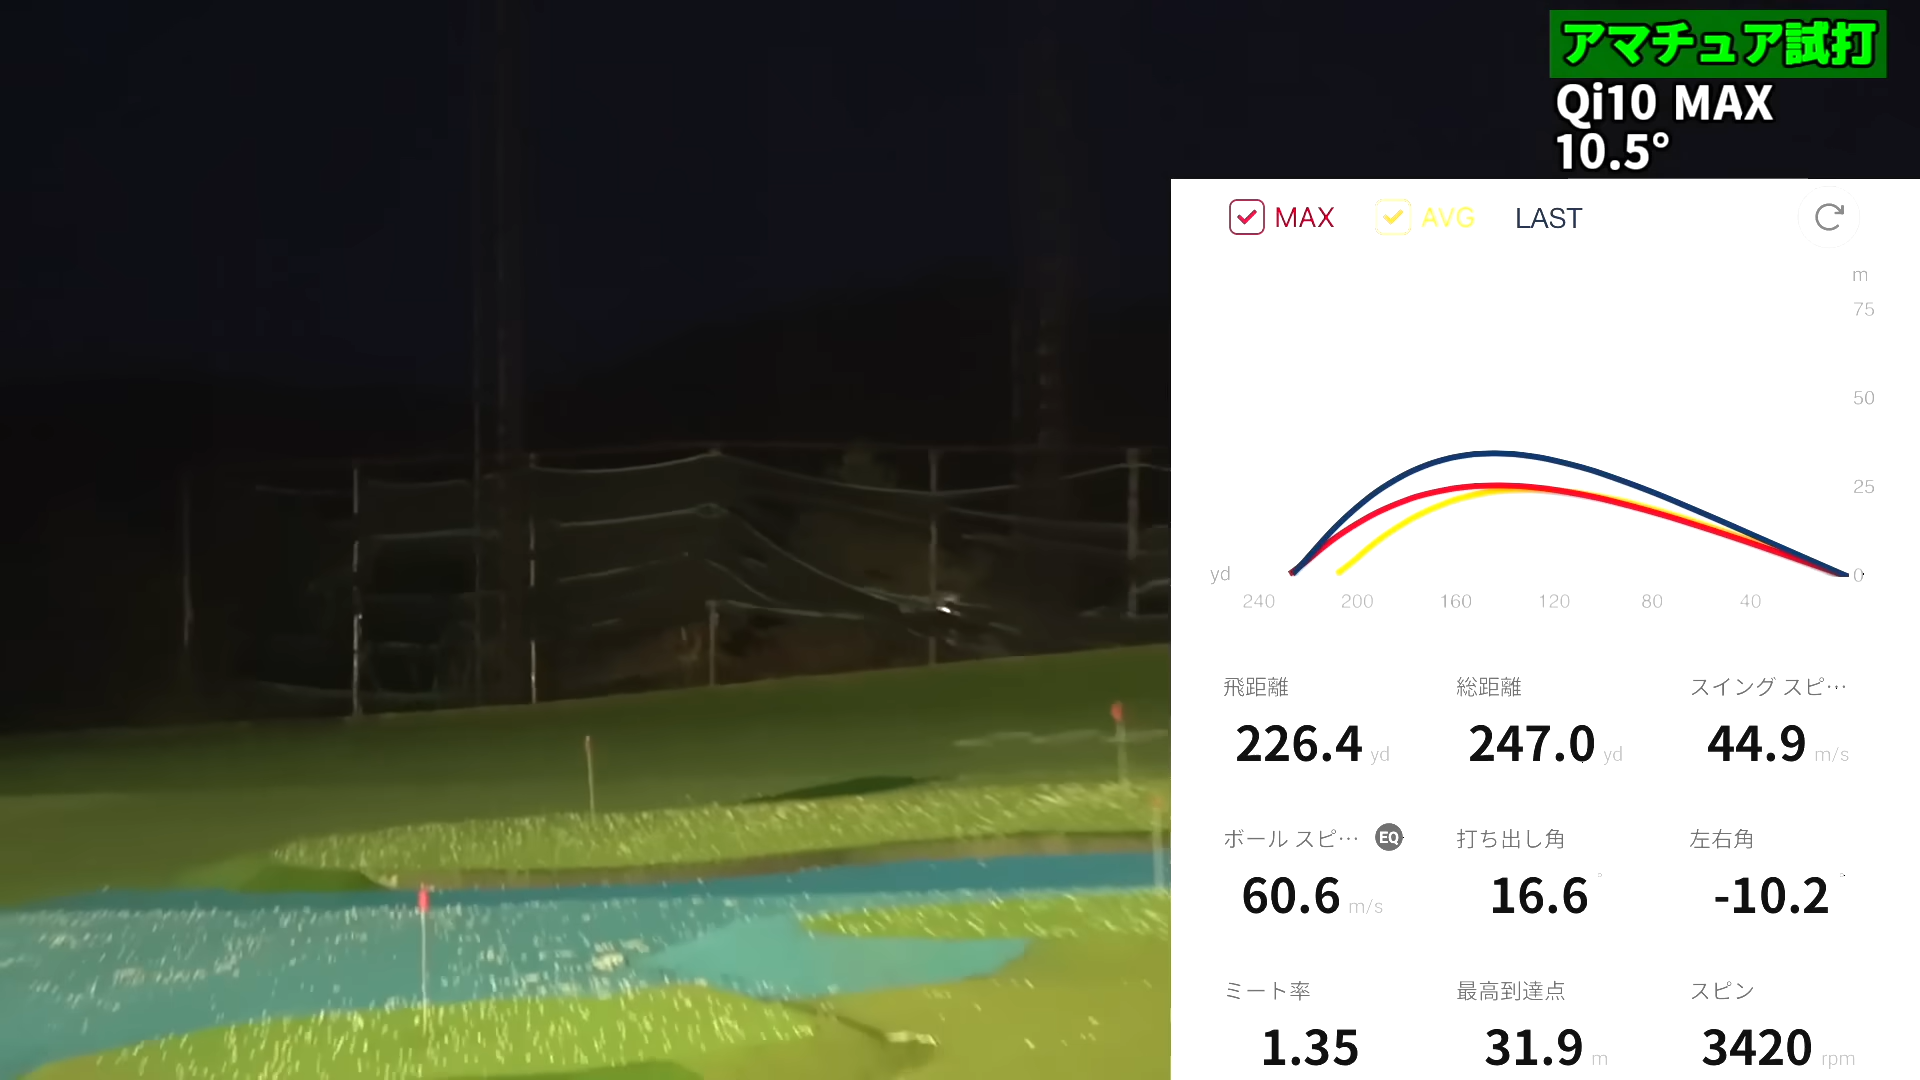 アマチュア試打
Qi10 MAX
10.5°
MAX AVG LAST
m
75
50
25
0
yd
240 200 160 120 80 40
飛距離 総距離 スイング スピ…
226.4 yd 247.0 yd 44.9 m/s
ボール スピ… EQ 打ち出し角 左右角
60.6 m/s 16.6 ° -10.2 °
ミート率 最高到達点 スピン
1.35 31.9 m 3420 rpm